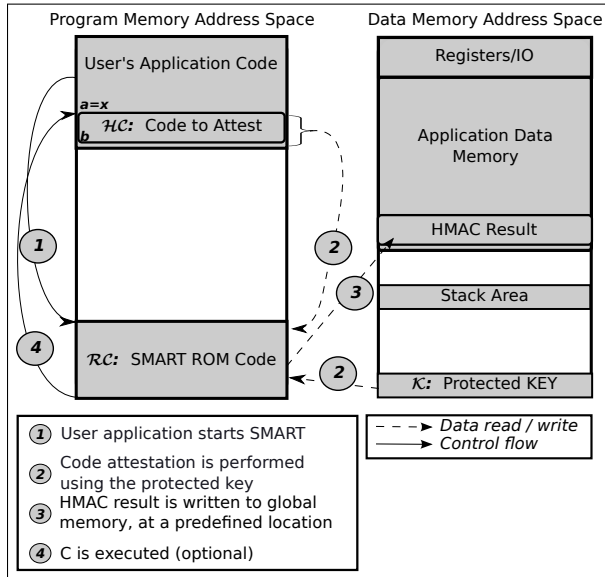 Program Memory Address Space
Data Memory Address Space
User's Application Code
a=x
HC: Code to Attest
b
1
2
3
4
RC: SMART ROM Code
Registers/IO
Application Data
Memory
HMAC Result
Stack Area
2
K: Protected KEY
1 User application starts SMART
2 Code attestation is performed
using the protected key
3 HMAC result is written to global
memory, at a predefined location
4 C is executed (optional)
Data read / write
Control flow